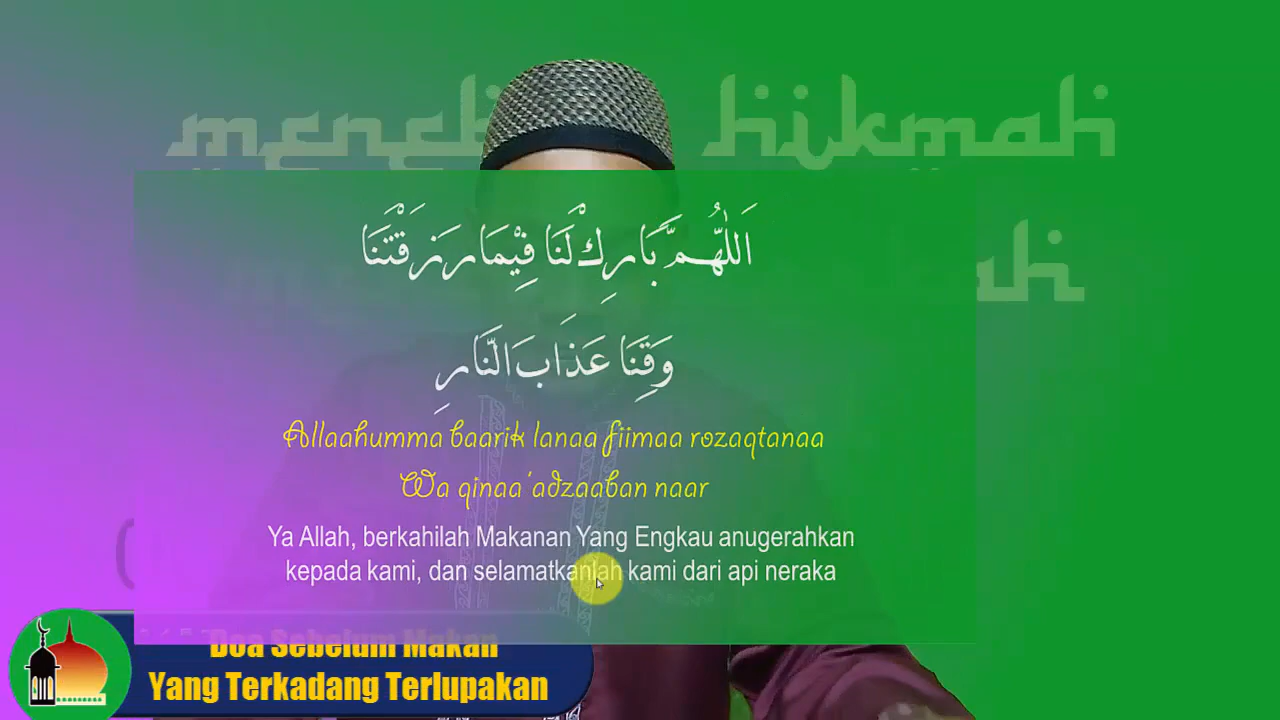 hikmah
اَللّٰهُمَّ بَارِكْ لَنَا فِيْمَا رَزَقْتَنَا
وَقِنَا عَذَابَ النَّارِ
Allaahumma baarik lanaa fiimaa rozaqtanaa
Wa qinaa 'adzaaban naar
Ya Allah, berkahilah Makanan Yang Engkau anugerahkan
kepada kami, dan selamatkanlah kami dari api neraka
Doa Sebelum Makan
Yang Terkadang Terlupakan